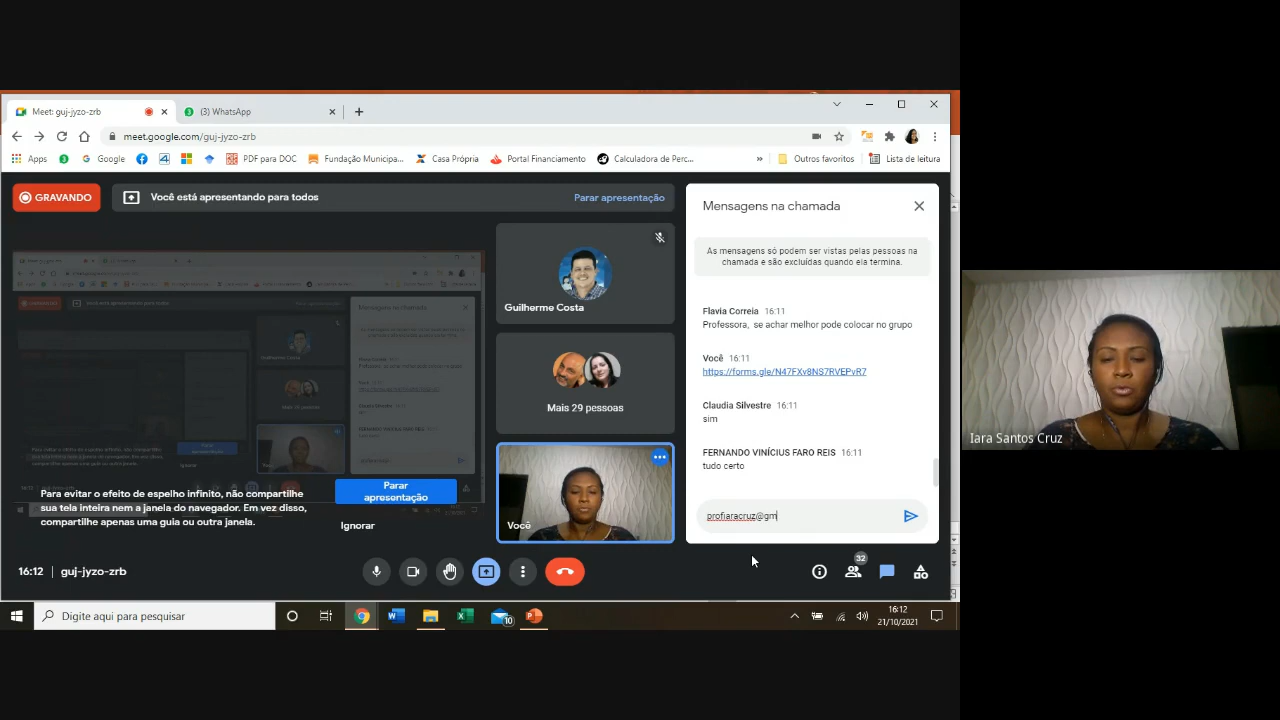 Meet: guj-jyzo-zrb
(3) WhatsApp
meet.google.com/guj-jyzo-zrb
Apps
Google
PDF para DOC
Fundação Municipa...
Casa Própria
Portal Financiamento
Calculadora de Perc...
»
Outros favoritos
Lista de leitura
GRAVANDO
Você está apresentando para todos
Parar apresentação
Mensagens na chamada
As mensagens só podem ser vistas pelas pessoas na
chamada e são excluídas quando ela termina.
Guilherme Costa
Mais 29 pessoas
Você
Flavia Correia 16:11
Professora, se achar melhor pode colocar no grupo
Você 16:11
https://forms.gle/N47FXv8NS7RVEPvR7
Claudia Silvestre 16:11
sim
FERNANDO VINÍCIUS FARO REIS 16:11
tudo certo
profiaracruz@gm
Para evitar o efeito de espelho infinito, não compartilhe
sua tela inteira nem a janela do navegador. Em vez disso,
compartilhe apenas uma guia ou outra janela.
Parar
apresentação
Ignorar
16:12 | guj-jyzo-zrb
32
Digite aqui para pesquisar
10
16:12
21/10/2021
Iara Santos Cruz